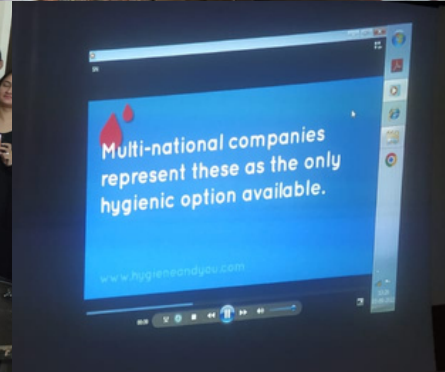 Multi-national companies
represent these as the only
hygienic option available.
www.hygieneandyou.com